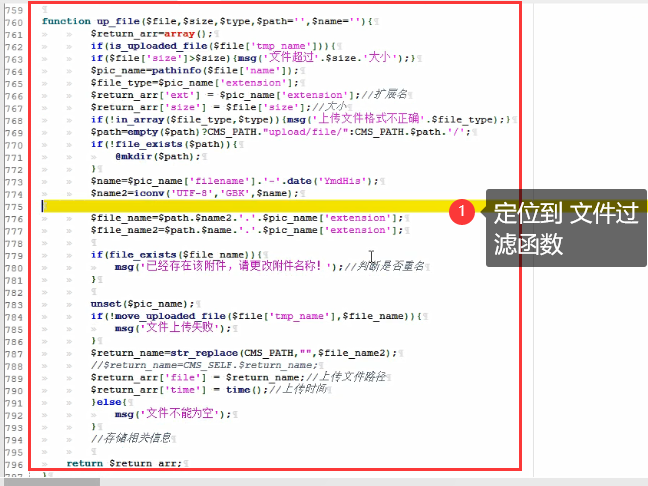 759
760 function up_file($file,$size,$type,$path='',$name=''){
761 $return_arr=array();
762 if(is_uploaded_file($file['tmp_name'])){
763 if($file['size']>$size){msg('文件超过'.$size.'大小');}
764 $pic_name=pathinfo($file['name']);
765 $file_type=$pic_name['extension'];
766 $return_arr['ext'] = $pic_name['extension'];//扩展名
767 $return_arr['size'] = $file['size'];//大小
768 if(!in_array($file_type,$type)){msg('上传文件格式不正确'.$file_type);}
769 $path=empty($path)?CMS_PATH."upload/file/":CMS_PATH.$path.'/';
770 if(!file_exists($path)){
771 @mkdir($path);
772 }
773 $name=$pic_name['filename'].'-'.date('YmdHis');
774 $name2=iconv('UTF-8','GBK',$name);
775
776 $file_name=$path.$name2.'.'.$pic_name['extension'];
777 $file_name2=$path.$name.'.'.$pic_name['extension'];
778
779 if(file_exists($file_name)){
780 msg('已经存在该附件，请更改附件名称！');//判断是否重名
781 }
782
783 unset($pic_name);
784 if(!move_uploaded_file($file['tmp_name'],$file_name)){
785 msg('文件上传失败');
786 }
787 $return_name=str_replace(CMS_PATH,"",$file_name2);
788 //$return_name=CMS_SELF.$return_name;
789 $return_arr['file'] = $return_name;//上传文件路径
790 $return_arr['time'] = time();//上传时间
791 }else{
792 msg('文件不能为空');
793 }
794 //存储相关信息
795
796 return $return_arr;
797 }
1 定位到 文件过
滤函数